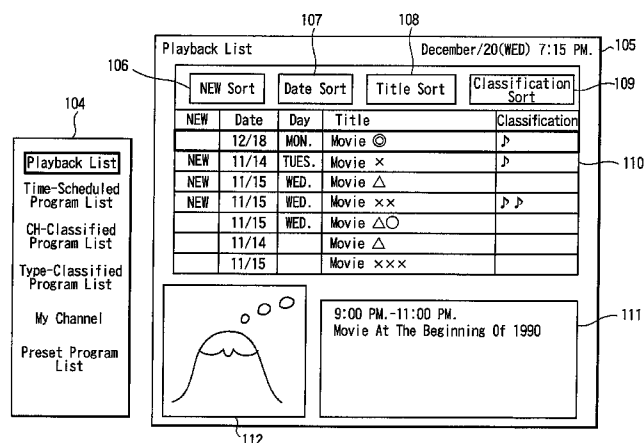 107
108
Playback List December/20(WED) 7:15 PM.
105
106
NEW Sort Date Sort Title Sort Classification Sort
109
104
NEW Date Day Title Classification
12/18 MON. Movie ◎ ♪
110
NEW 11/14 TUES. Movie × ♪
NEW 11/15 WED. Movie △
NEW 11/15 WED. Movie ×× ♪♪
11/15 WED. Movie △○
11/14 Movie △
11/15 Movie ×××
Playback List
Time-Scheduled
Program List
CH-Classified
Program List
Type-Classified
Program List
My Channel
Preset Program
List
9:00 PM.-11:00 PM.
Movie At The Beginning Of 1990
111
112